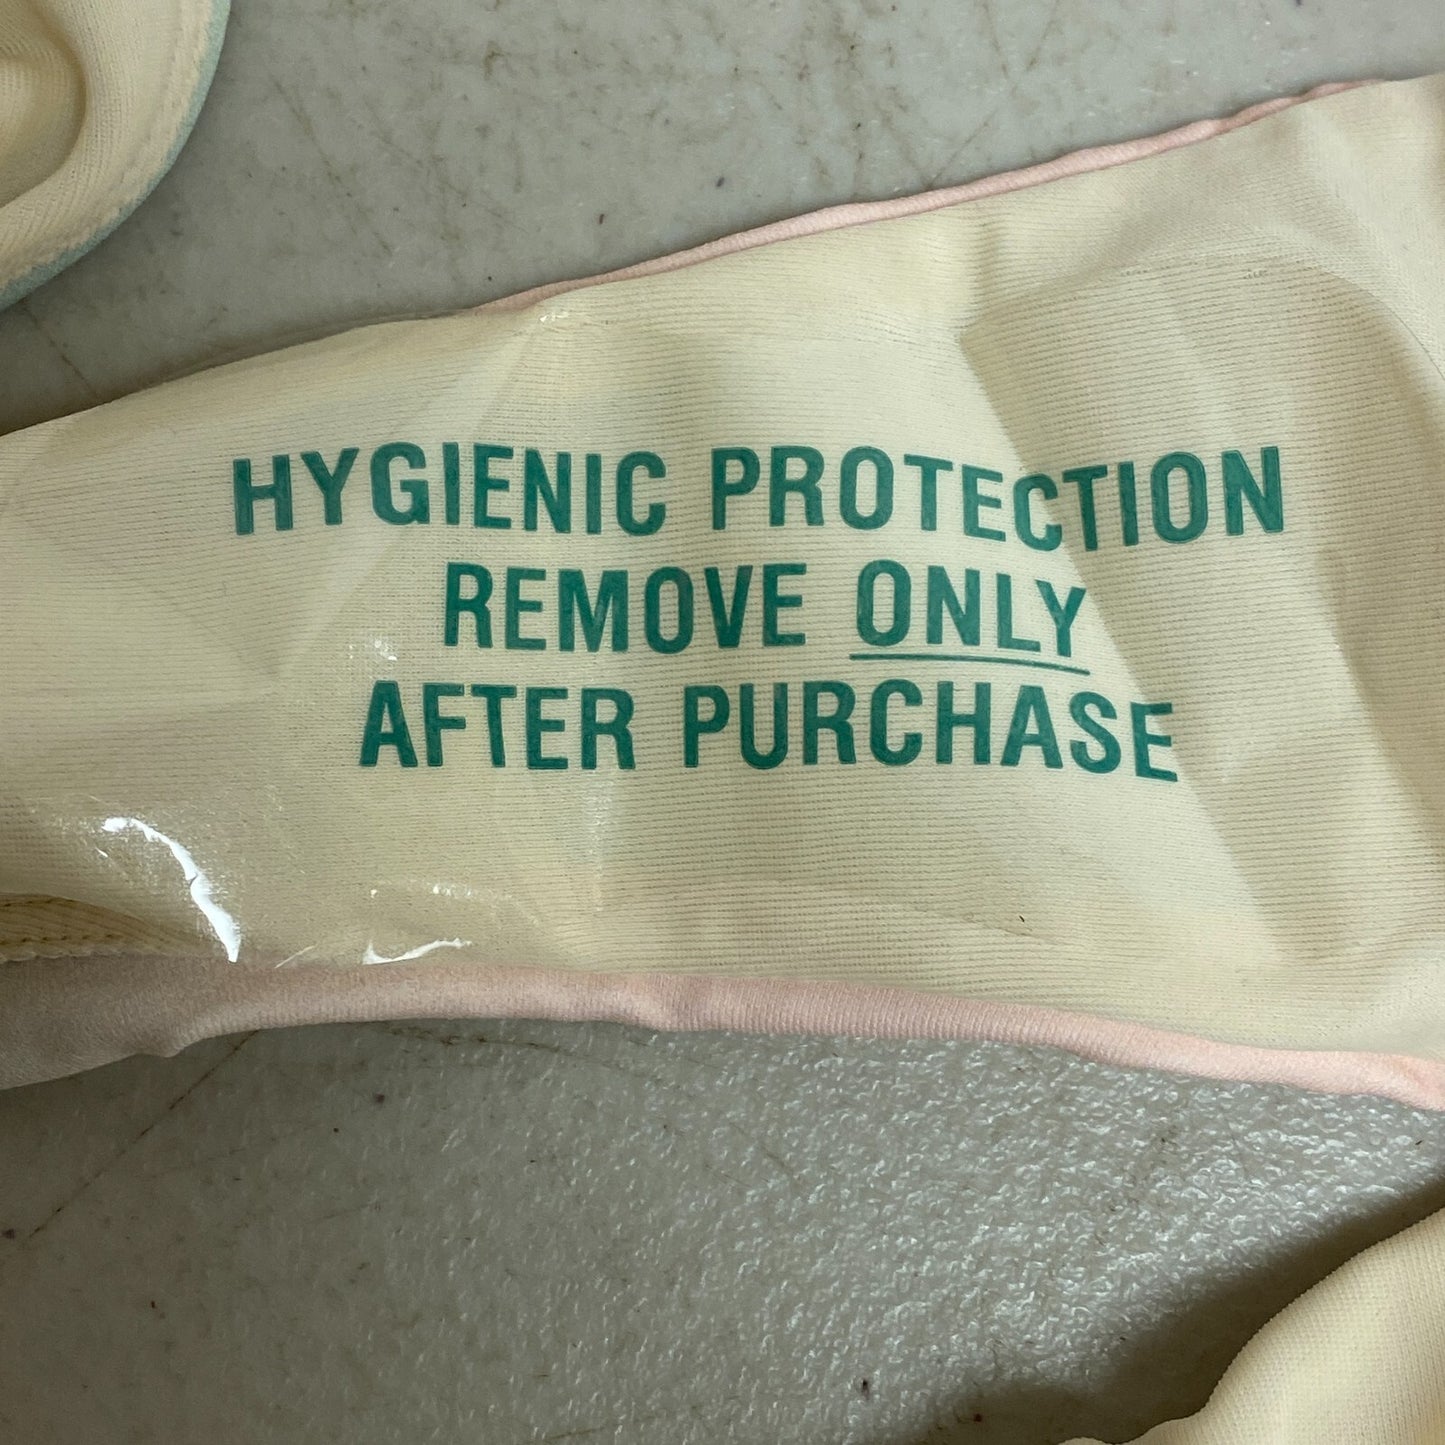 HYGIENIC PROTECTION
REMOVE ONLY
AFTER PURCHASE